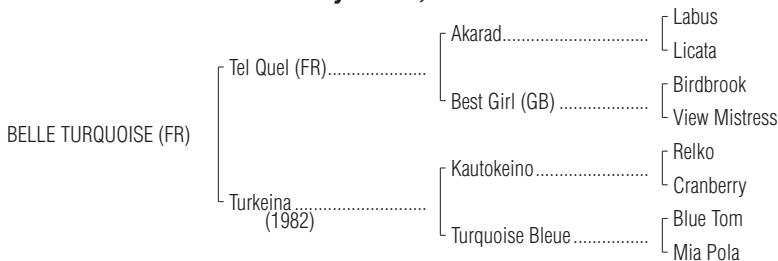 Labus
Akarad
Licata
Tel Quel (FR)
Birdbrook
Best Girl (GB)
View Mistress
BELLE TURQUOISE (FR)
Relko
Kautokeino
Cranberry
Turkeina
(1982)
Blue Tom
Turquoise Bleue
Mia Pola